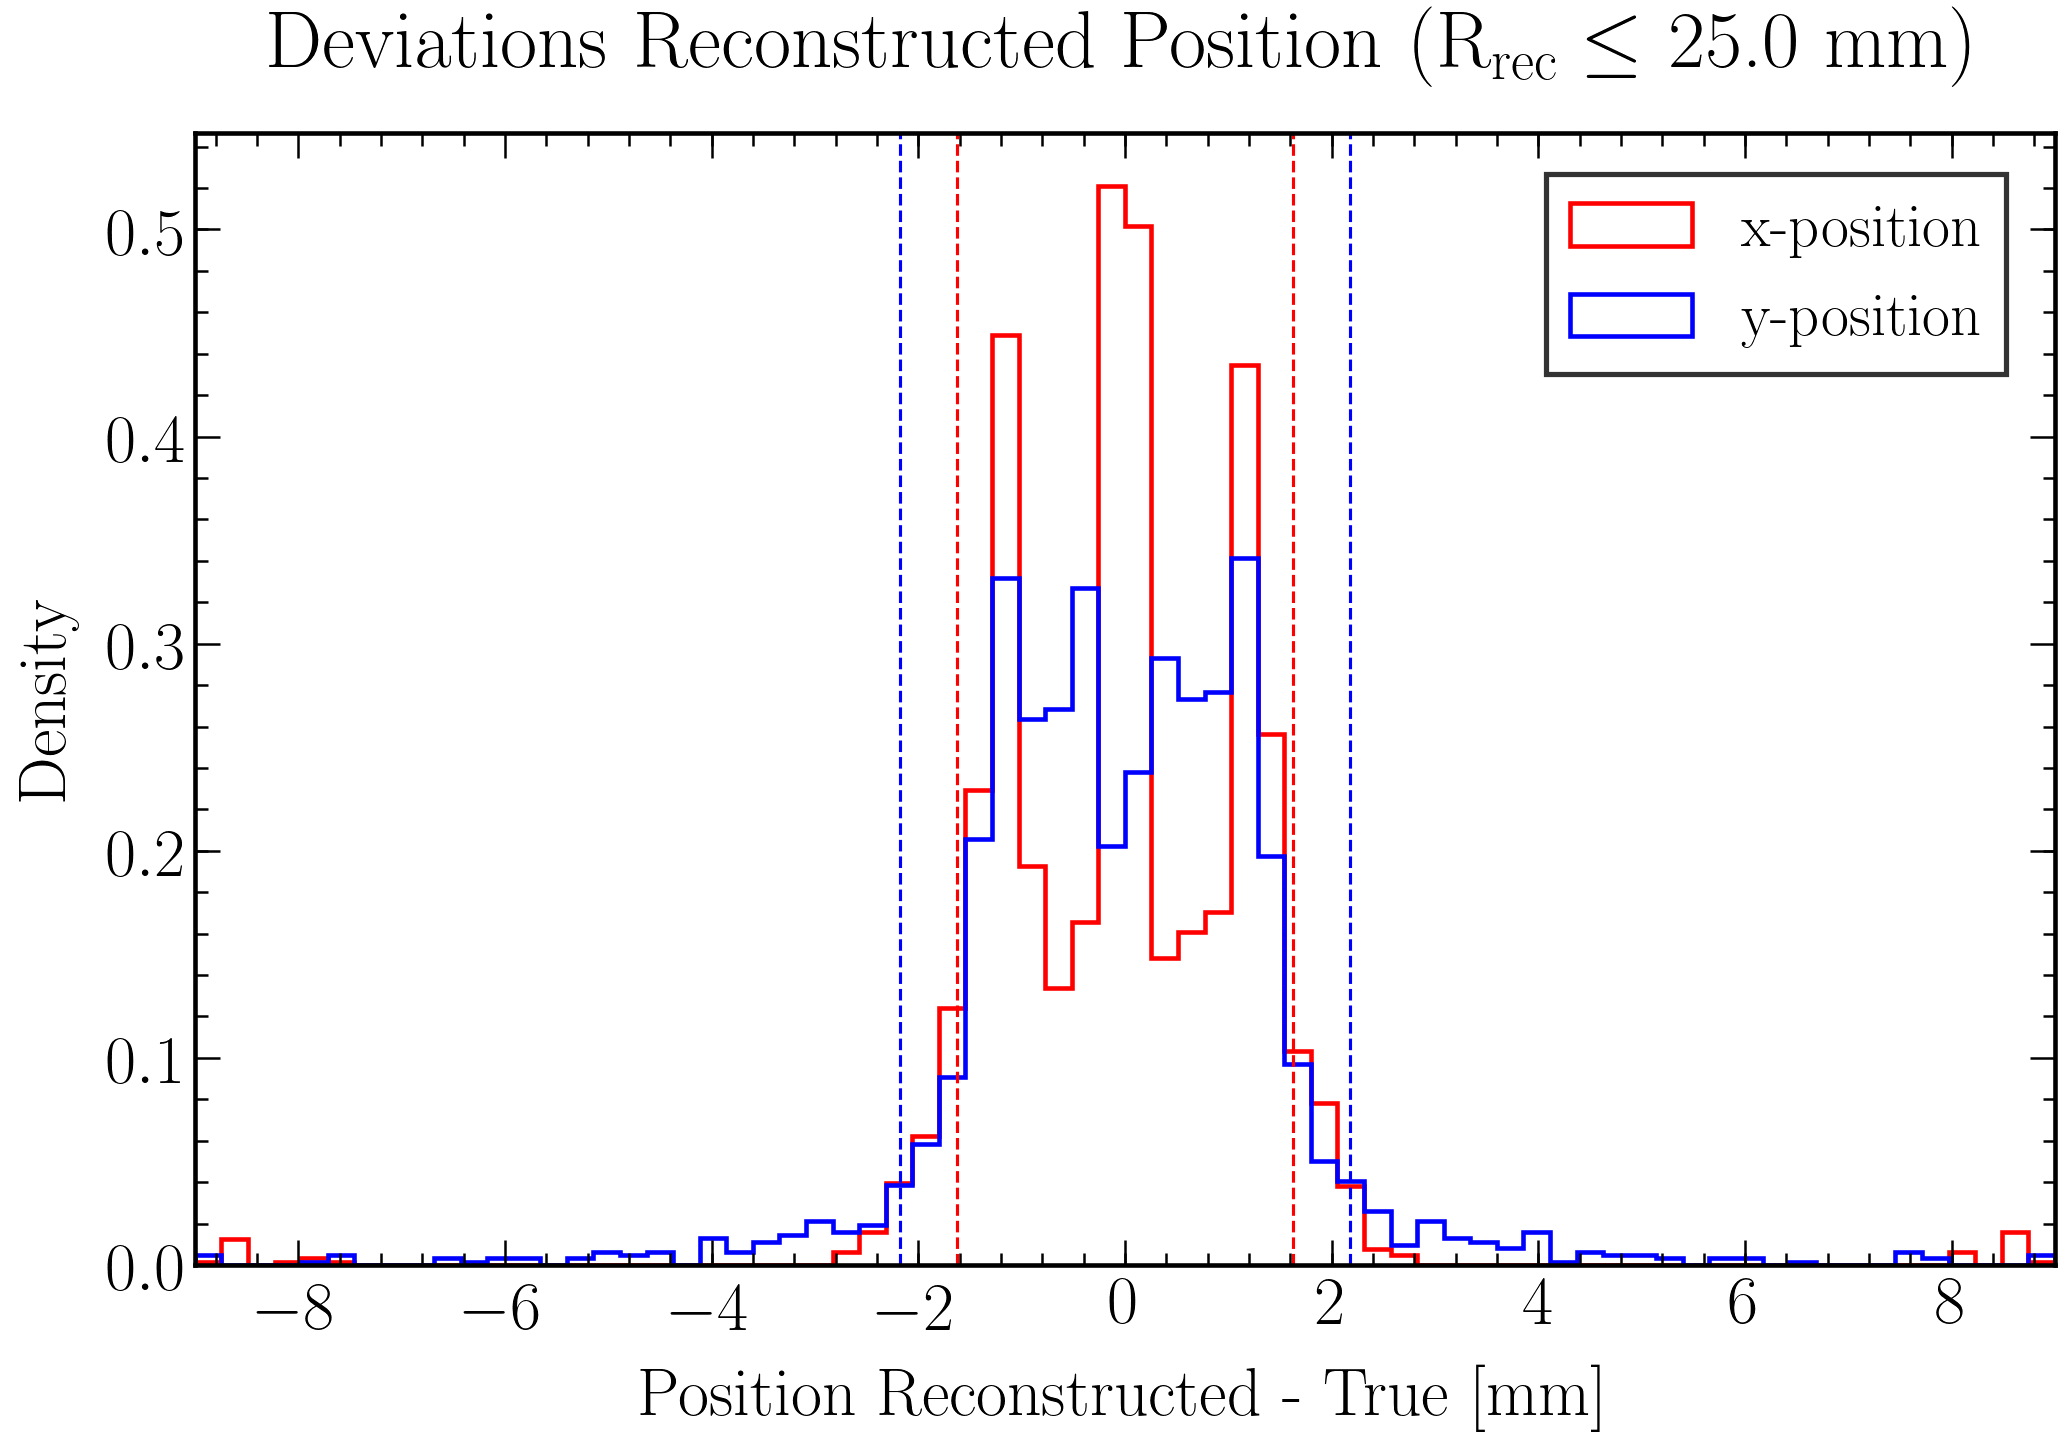 Deviations Reconstructed Position (R_rec ≤ 25.0 mm)
x-position
y-position
Density
0.5
0.4
0.3
0.2
0.1
0.0
−8 −6 −4 −2 0 2 4 6 8
Position Reconstructed - True [mm]